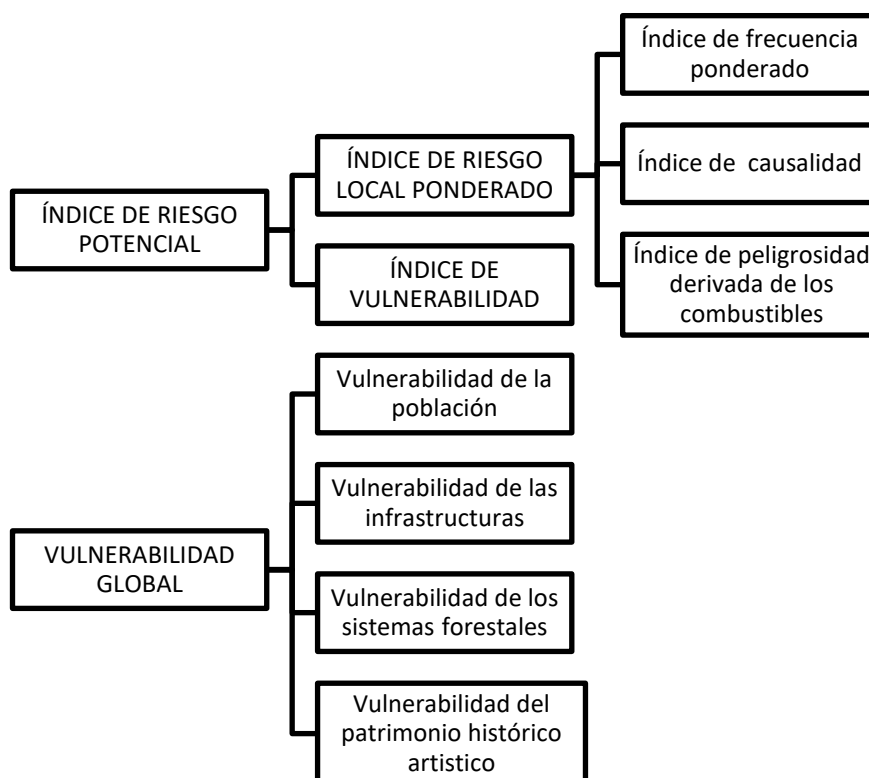 ÍNDICE DE RIESGO
POTENCIAL
ÍNDICE DE RIESGO
LOCAL PONDERADO
ÍNDICE DE
VULNERABILIDAD
Índice de frecuencia
ponderado
Índice de causalidad
Índice de peligrosidad
derivada de los
combustibles
VULNERABILIDAD
GLOBAL
Vulnerabilidad de la
población
Vulnerabilidad de las
infrastructuras
Vulnerabilidad de los
sistemas forestales
Vulnerabilidad del
patrimonio histórico
artistico